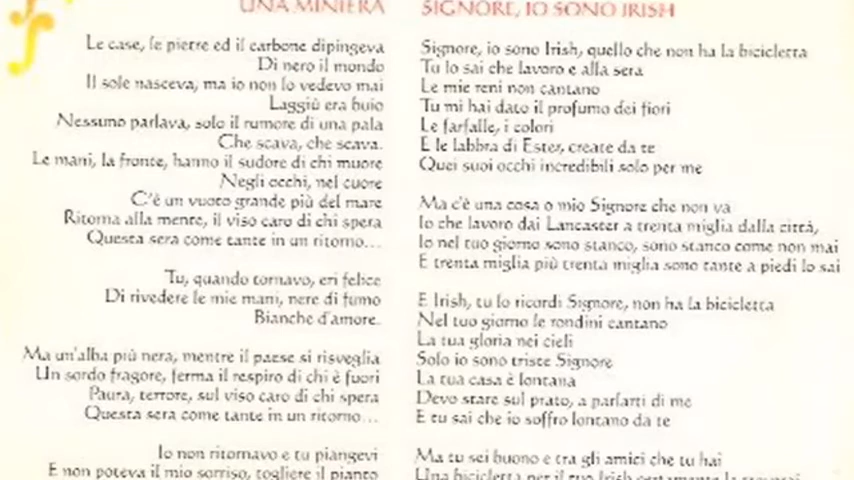 UNA MINIERA
Le case, le pietre ed il carbone dipingeva
Di nero il mondo
Il sole nasceva, ma io non lo vedevo mai
Laggiù era buio
Nessuno parlava, solo il rumore di una pala
Che scava, che scava.
Le mani, la fronte, hanno il sudore di chi muore
Negli occhi, nel cuore
C'è un vuoto grande più del mare
Ritorna alla mente, il viso caro di chi spera
Questa sera come tante in un ritorno...
Tu, quando tornavo, eri felice
Di rivedere le mie mani, nere di fumo
Bianche d'amore.
Ma un'alba più nera, mentre il paese si risveglia
Un sordo fragore, ferma il respiro di chi è fuori
Paura, terrore, sul viso caro di chi spera
Questa sera come tante in un ritorno...
Io non ritornavo e tu piangevi
E non poteva il mio sorriso, togliere il pianto
SIGNORE, IO SONO IRISH
Signore, io sono Irish, quello che non ha la bicicletta
Tu lo sai che lavoro e alla sera
Le mie reni non cantano
Tu mi hai dato il profumo dei fiori
Le farfalle, i colori
E le labbra di Ester, create da te
Quei suoi occhi incredibili solo per me
Ma c'è una cosa o mio Signore che non va
Io che lavoro dai Lancaster a trenta miglia dalla città,
Io nel tuo giorno sono stanco, sono stanco come non mai
E trenta miglia più trenta miglia sono tante a piedi lo sai
E Irish, tu lo ricordi Signore, non ha la bicicletta
Nel tuo giorno le rondini cantano
La tua gloria nei cieli
Solo io sono triste Signore
La tua casa è lontana
Devo stare sul prato, a parlarti di me
E tu sai che io soffro lontano da te
Ma tu sei buono e tra gli amici che tu hai
Una bicicletta per il tuo Irish certamente la troverai